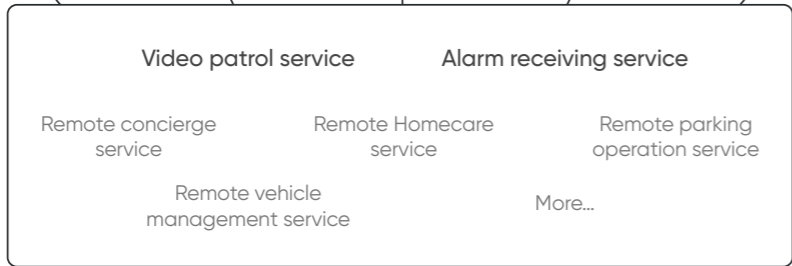 Video patrol service Alarm receiving service
Remote concierge service
Remote Homecare service
Remote parking operation service
Remote vehicle management service
More...